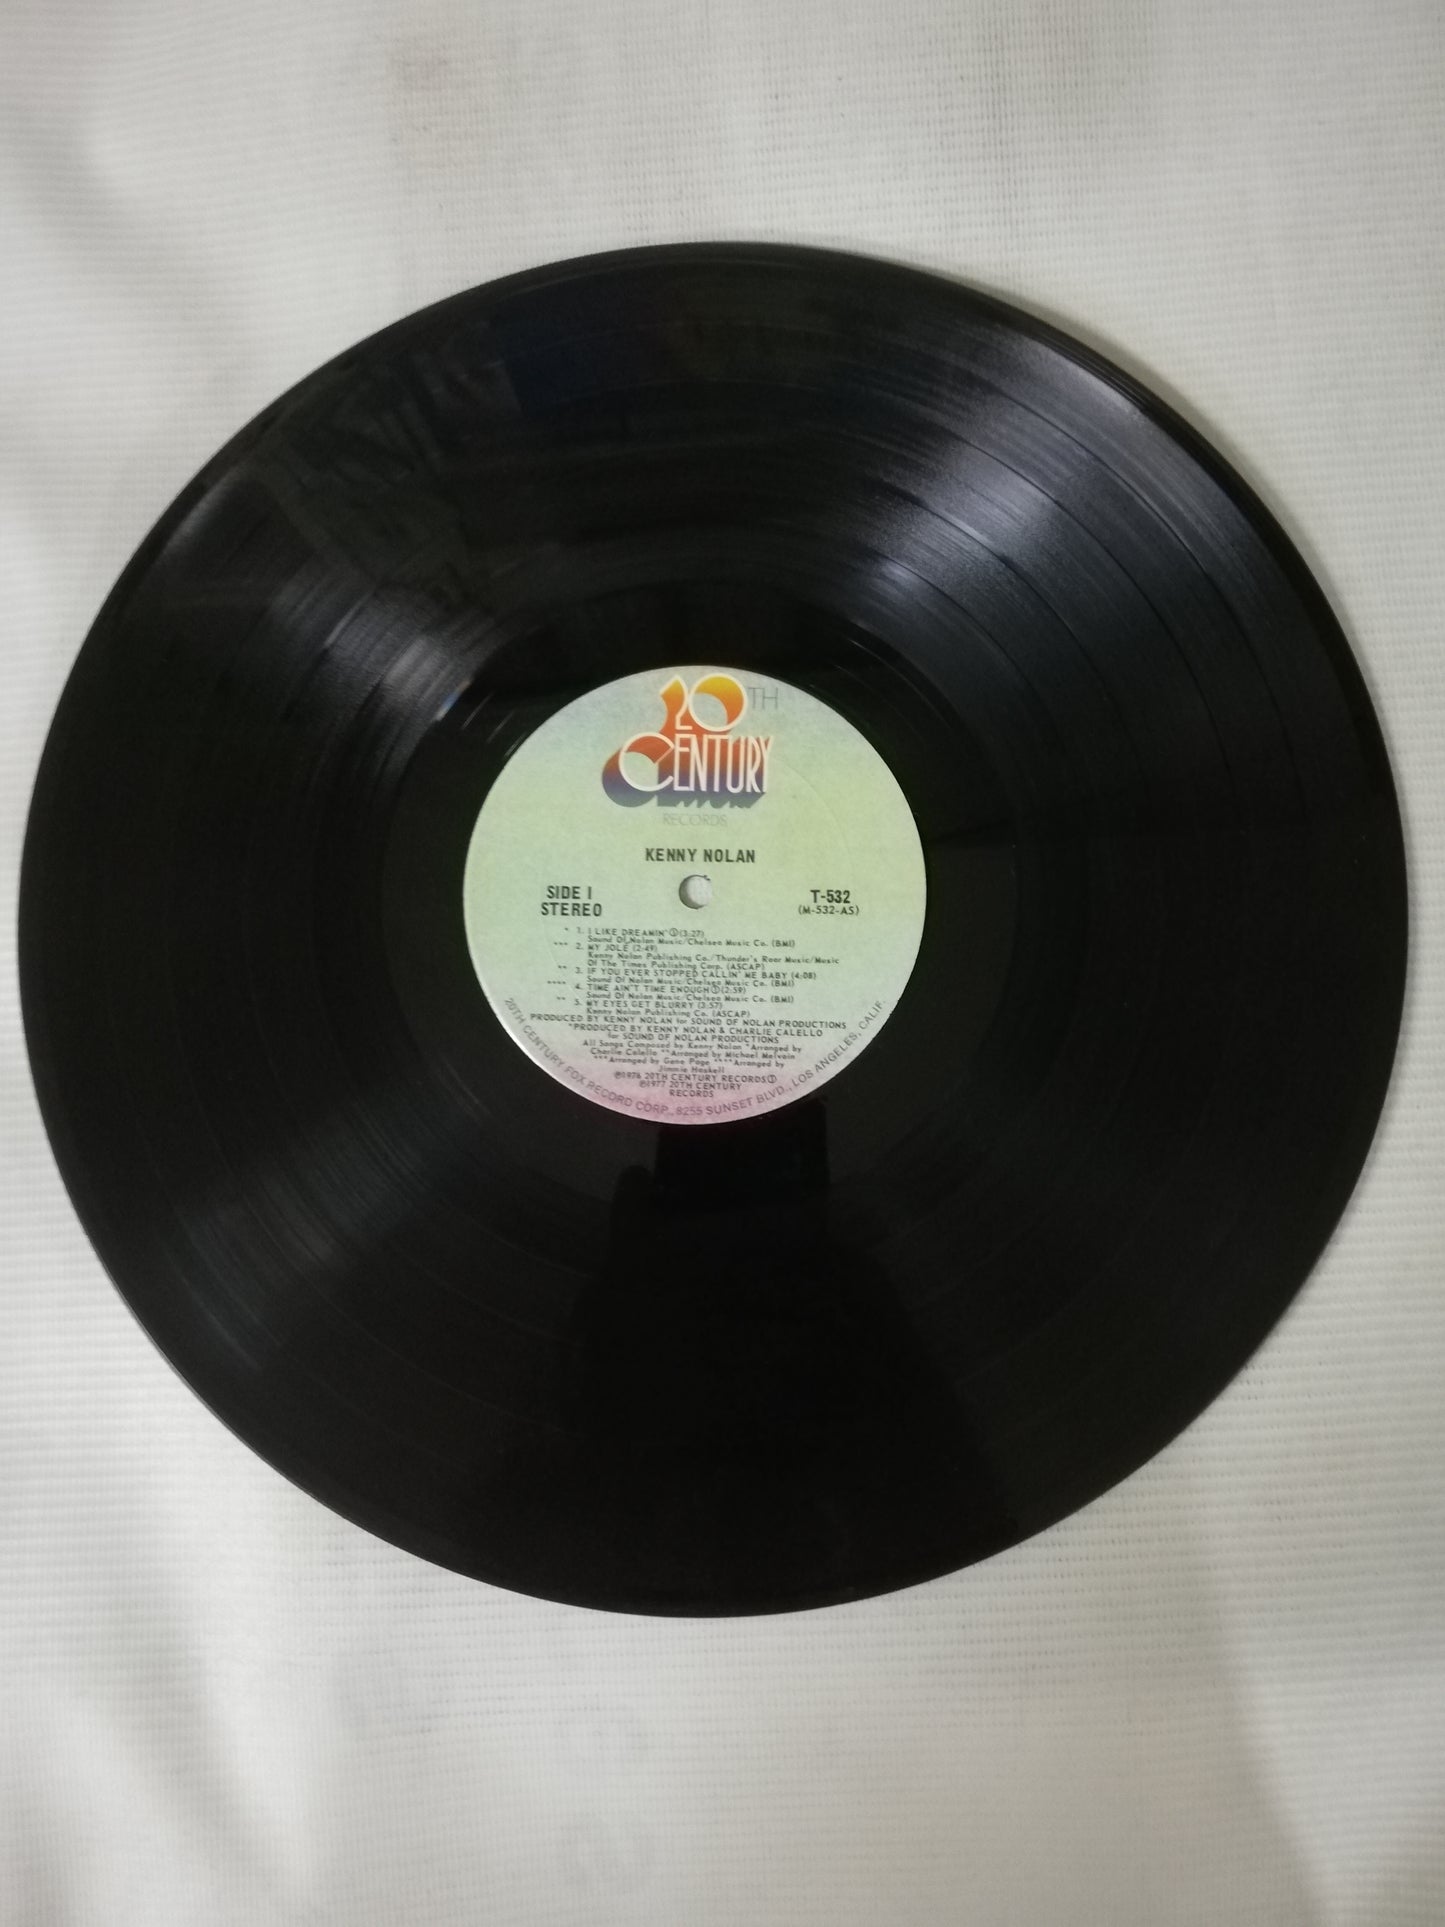 20TH
CENTURY
RECORDS
KENNY NOLAN
SIDE I
STEREO
T-532
(M-532-AS)
* 1. I LIKE DREAMIN' ① (3:27)
Sound Of Nolan Music/Chelsea Music Co. (BMI)
*** 2. MY JOLE (2:49)
Kenny Nolan Publishing Co./Thunder's Roar Music/Music
Of The Times Publishing Corp. (ASCAP)
** 3. IF YOU EVER STOPPED CALLIN' ME BABY (4:08)
Sound Of Nolan Music/Chelsea Music Co. (BMI)
**** 4. TIME AIN'T TIME ENOUGH ① (2:59)
Sound Of Nolan Music/Chelsea Music Co. (BMI)
** 5. MY EYES GET BLURRY (3:57)
Kenny Nolan Publishing Co. (ASCAP)
PRODUCED BY KENNY NOLAN for SOUND OF NOLAN PRODUCTIONS
*PRODUCED BY KENNY NOLAN & CHARLIE CALELLO
for SOUND OF NOLAN PRODUCTIONS
All Songs Composed by Kenny Nolan *Arranged by
Charlie Calello **Arranged by Michael Melvoin
***Arranged by Gene Page ****Arranged by
Jimmie Haskell
℗1976 20TH CENTURY RECORDS ①
℗1977 20TH CENTURY
RECORDS
20TH CENTURY FOX RECORD CORP., 8255 SUNSET BLVD., LOS ANGELES, CALIF.